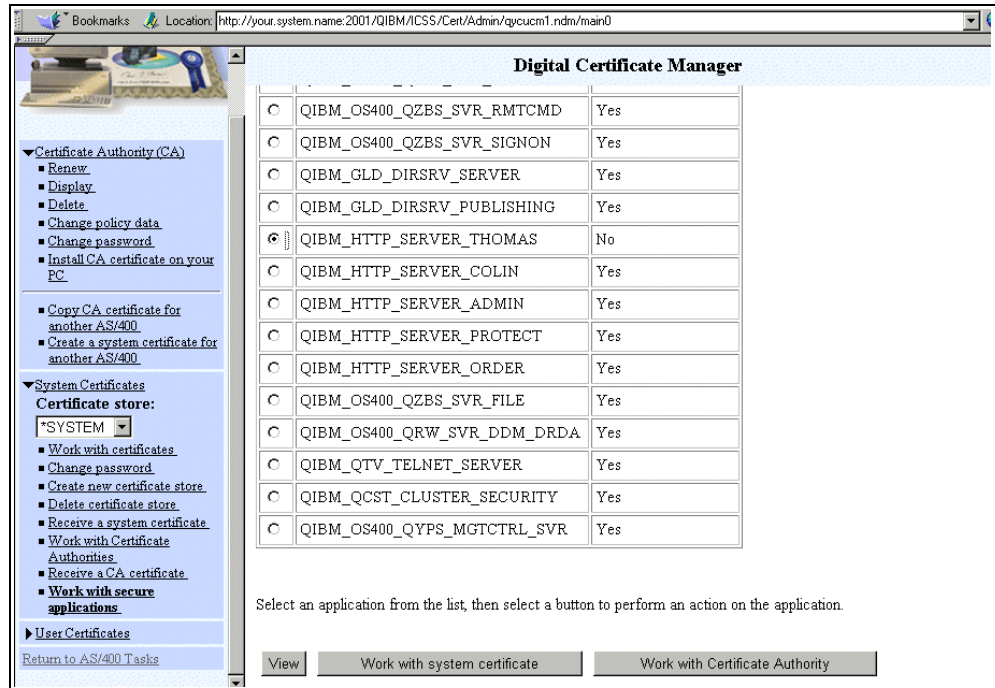 Bookmarks Location: http://your.system.name:2001/QIBM/ICSS/Cert/Admin/qycucm1.ndm/main0
Digital Certificate Manager
Certificate Authority (CA)
Renew
Display
Delete
Change policy data
Change password
Install CA certificate on your
PC
Copy CA certificate for
another AS/400
Create a system certificate for
another AS/400
System Certificates
Certificate store:
*SYSTEM
Work with certificates
Change password
Create new certificate store
Delete certificate store
Receive a system certificate
Work with Certificate
Authorities
Receive a CA certificate
Work with secure
applications
User Certificates
Return to AS/400 Tasks
QIBM_OS400_QZBS_SVR_RMTCMD Yes
QIBM_OS400_QZBS_SVR_SIGNON Yes
QIBM_GLD_DIRSRV_SERVER Yes
QIBM_GLD_DIRSRV_PUBLISHING Yes
QIBM_HTTP_SERVER_THOMAS No
QIBM_HTTP_SERVER_COLIN Yes
QIBM_HTTP_SERVER_ADMIN Yes
QIBM_HTTP_SERVER_PROTECT Yes
QIBM_HTTP_SERVER_ORDER Yes
QIBM_OS400_QZBS_SVR_FILE Yes
QIBM_OS400_QRW_SVR_DDM_DRDA Yes
QIBM_QTV_TELNET_SERVER Yes
QIBM_QCST_CLUSTER_SECURITY Yes
QIBM_OS400_QYPS_MGTCTRL_SVR Yes
Select an application from the list, then select a button to perform an action on the application.
View Work with system certificate Work with Certificate Authority